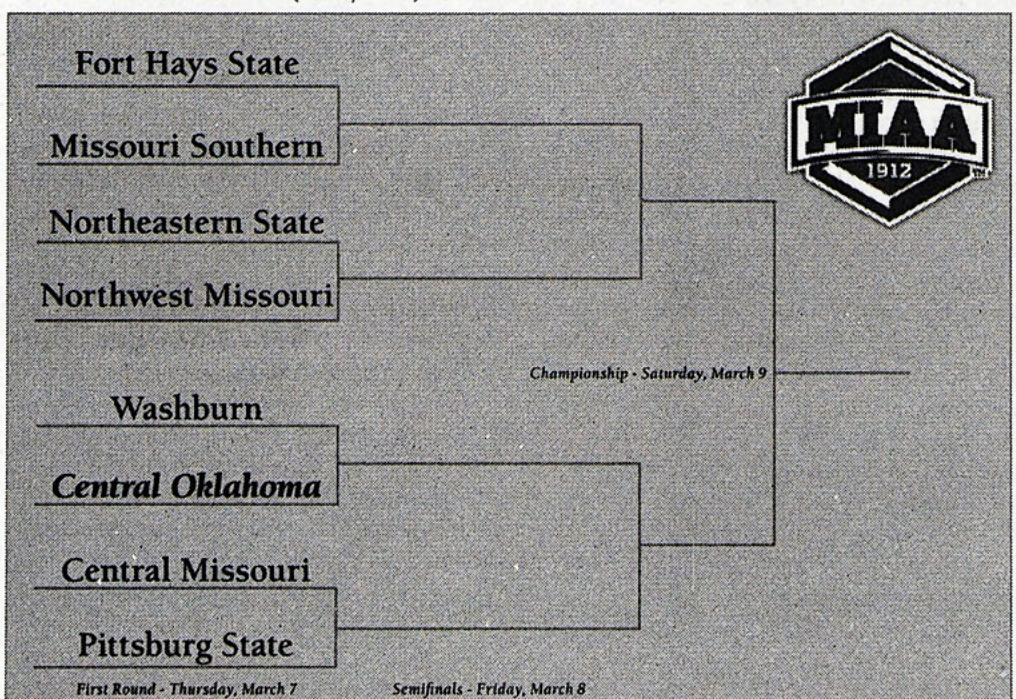 Fort Hays State
Missouri Southern
MIAA
1912
Northeastern State
Northwest Missouri
Championship - Saturday, March 9
Washburn
Central Oklahoma
Central Missouri
Pittsburg State
First Round - Thursday, March 7
Semifinals - Friday, March 8